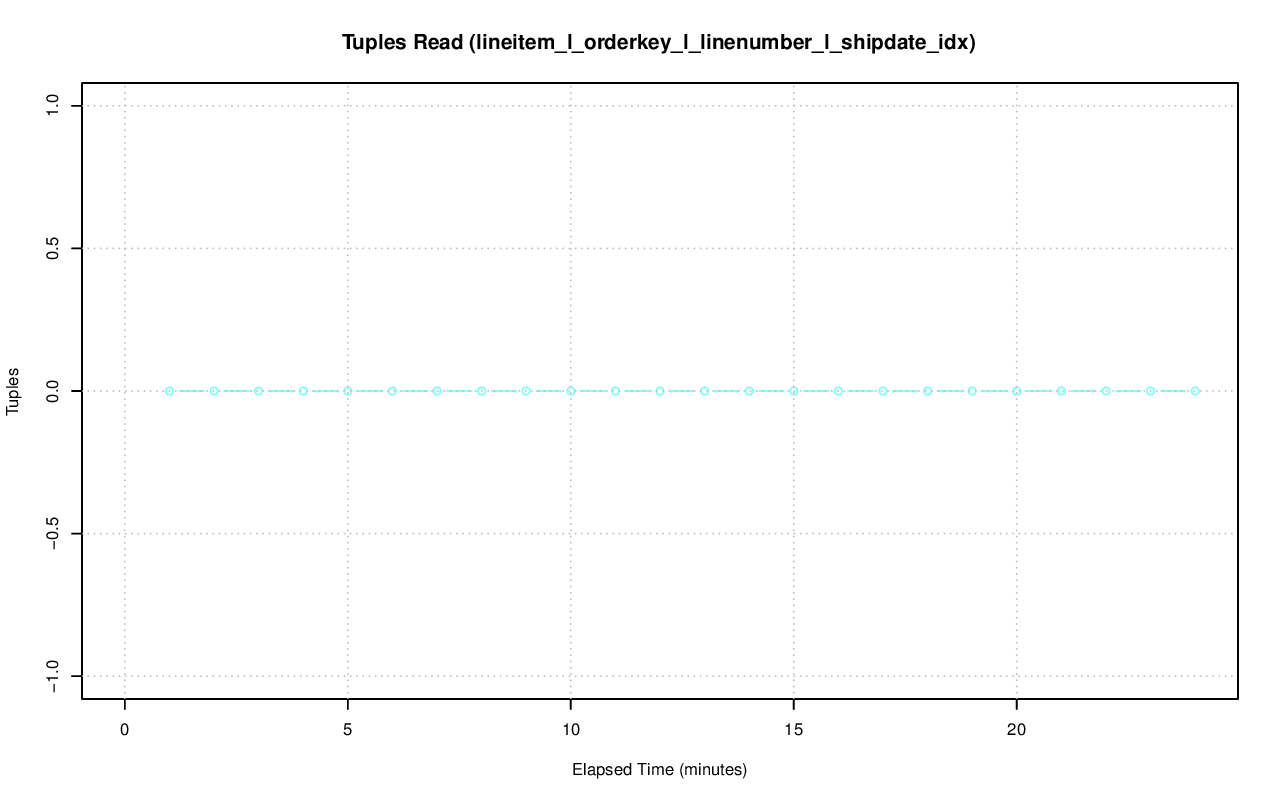 Tuples Read (lineitem_l_orderkey_l_linenumber_l_shipdate_idx)
1.0
0.5
0.0
−0.5
−1.0
Tuples
0 5 10 15 20
Elapsed Time (minutes)